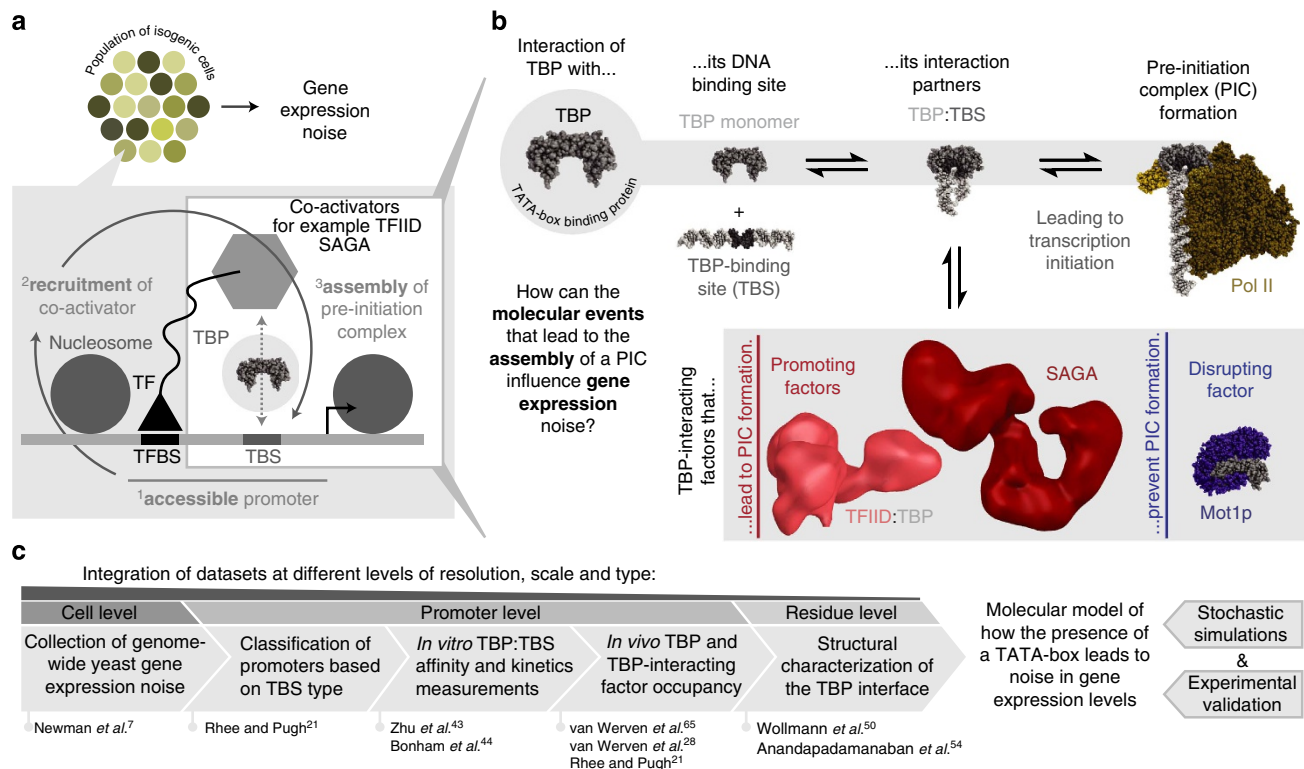 a
Population of isogenic cells
Gene
expression
noise
Co-activators
for example TFIID
SAGA
²recruitment of
co-activator
³assembly of
pre-initiation
complex
Nucleosome
TBP
TF
TFBS
TBS
¹accessible promoter
b
Interaction of
TBP with...
TBP
TATA-box binding protein
...its DNA
binding site
TBP monomer
+
TBP-binding
site (TBS)
...its interaction
partners
TBP:TBS
Pre-initiation
complex (PIC)
formation
Leading to
transcription
initiation
Pol II
How can the
molecular events
that lead to the
assembly of a PIC
influence gene
expression
noise?
TBP-interacting
factors that...
...lead to PIC formation.
Promoting
factors
TFIID:TBP
SAGA
...prevent PIC formation.
Disrupting
factor
Mot1p
c
Integration of datasets at different levels of resolution, scale and type:
Cell level
Promoter level
Residue level
Collection of genome-
wide yeast gene
expression noise
Classification of
promoters based
on TBS type
In vitro TBP:TBS
affinity and kinetics
measurements
In vivo TBP and
TBP-interacting
factor occupancy
Structural
characterization of
the TBP interface
Newman et al.⁷
Rhee and Pugh²¹
Zhu et al.⁴³
Bonham et al.⁴⁴
van Werven et al.⁶⁵
van Werven et al.²⁸
Rhee and Pugh²¹
Wollmann et al.⁵⁰
Anandapadamanaban et al.⁵⁴
Molecular model of
how the presence of
a TATA-box leads to
noise in gene
expression levels
Stochastic
simulations
&
Experimental
validation